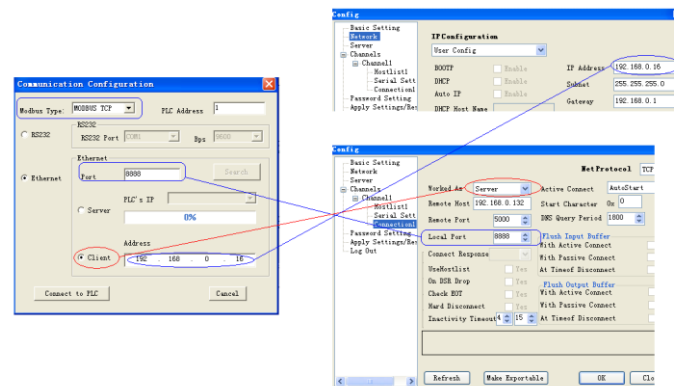 Communication Configuration
Modbus Type: MODBUS TCP PLC Address 1
RS232
RS232 RS232 Port COM1 Bps 9600
Ethernet
Ethernet Port 8888 Search
PLC's IP
Server
0%
Address
Client 192 . 168 . 0 . 16
Connect to PLC Cancel
Config
Basic Setting
Network
Server
Channels
Channel1
Hostlist1
Serial Sett
Connection1
Password Setting
Apply Settings/Res
IP Configuration
User Config
BOOTP Enable IP Address 192.168.0.16
DHCP Enable Subnet 255.255.255.0
Auto IP Enable Gateway 192.168.0.1
DHCP Host Name
Config
Basic Setting
Network
Server
Channels
Channel1
Hostlist1
Serial Sett
Connection1
Password Setting
Apply Settings/Res
Log Out
Net Protocol TCP
Worked As Server Active Connect AutoStart
Remote Host 192.168.0.132 Start Character 0x 0
Remote Port 5000 DNS Query Period 1800
Local Port 8888 Flush Input Buffer
With Active Connect
Connect Response With Passive Connect
UseHostlist Yes At Timeof Disconnect
On DSR Drop Yes Flush Output Buffer
Check EOT Yes With Active Connect
Hard Disconnect Yes With Passive Connect
Inactivity Timeout 4 15 At Timeof Disconnect
Refresh Make Exportable OK Clo